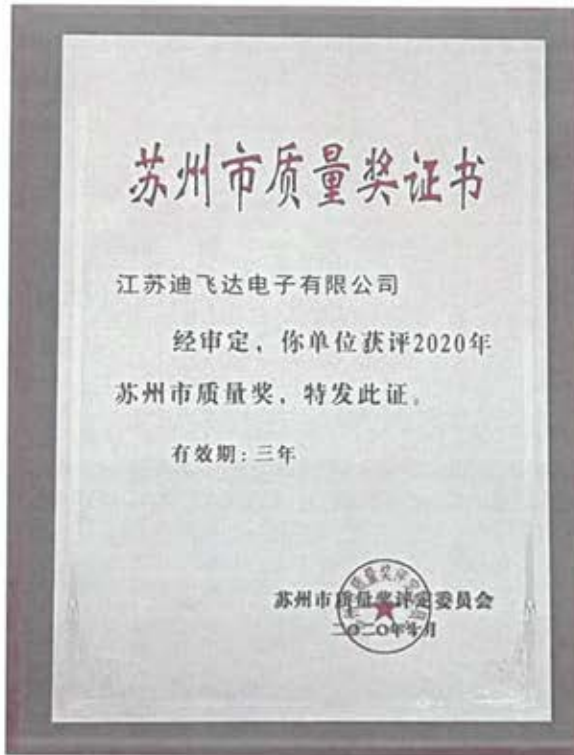 苏州市质量奖证书
江苏迪飞达电子有限公司
经审定，你单位获评2020年
苏州市质量奖，特发此证。
有效期：三年
苏州市质量奖评定委员会
二〇二〇年七月